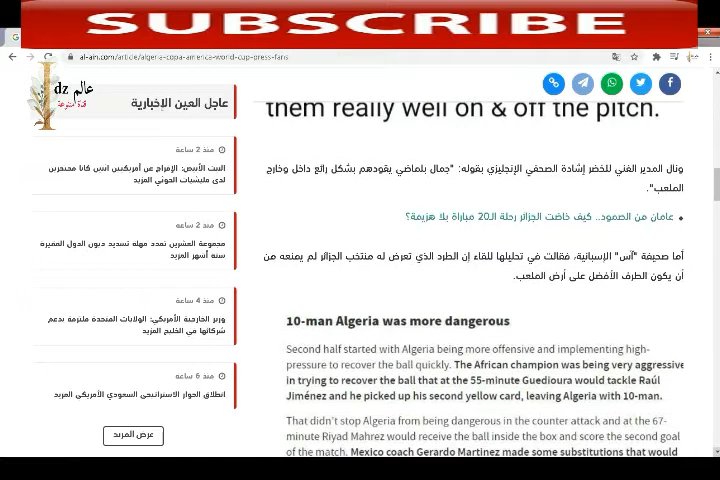 SUBSCRIBE
al-ain.com/article/algeria-copa-america-world-cup-press-fans
عالم dz
قناة متنوعة
عاجل العين الإخبارية
منذ 2 ساعة
البيت الأبيض: الإفراج عن أمريكيين اثنين كانا محتجزين
لدى مليشيات الحوثي المزيد
منذ 2 ساعة
مجموعة العشرين تمدد مهلة تسديد ديون الدول الفقيرة
ستة أشهر المزيد
منذ 4 ساعة
وزير الخارجية الأمريكي: الولايات المتحدة ملتزمة بدعم
شركائها في الخليج المزيد
منذ 6 ساعة
انطلاق الحوار الاستراتيجي السعودي الأمريكي المزيد
عرض المزيد
them really well on & off the pitch.
ونال المدير الفني للخضر إشادة الصحفي الإنجليزي بقوله: "جمال بلماضي يقودهم بشكل رائع داخل وخارج
الملعب".
عامان من الصمود.. كيف خاضت الجزائر رحلة الـ20 مباراة بلا هزيمة؟
أما صحيفة "آس" الإسبانية، فقالت في تحليلها للقاء إن الطرد الذي تعرض له منتخب الجزائر لم يمنعه من
أن يكون الطرف الأفضل على أرض الملعب.
10-man Algeria was more dangerous
Second half started with Algeria being more offensive and implementing high-
pressure to recover the ball quickly. The African champion was being very aggressive
in trying to recover the ball that at the 55-minute Guedioura would tackle Raúl
Jiménez and he picked up his second yellow card, leaving Algeria with 10-man.
That didn't stop Algeria from being dangerous in the counter attack and at the 67-
minute Riyad Mahrez would receive the ball inside the box and score the second goal
of the match. Mexico coach Gerardo Martinez made some substitutions that would